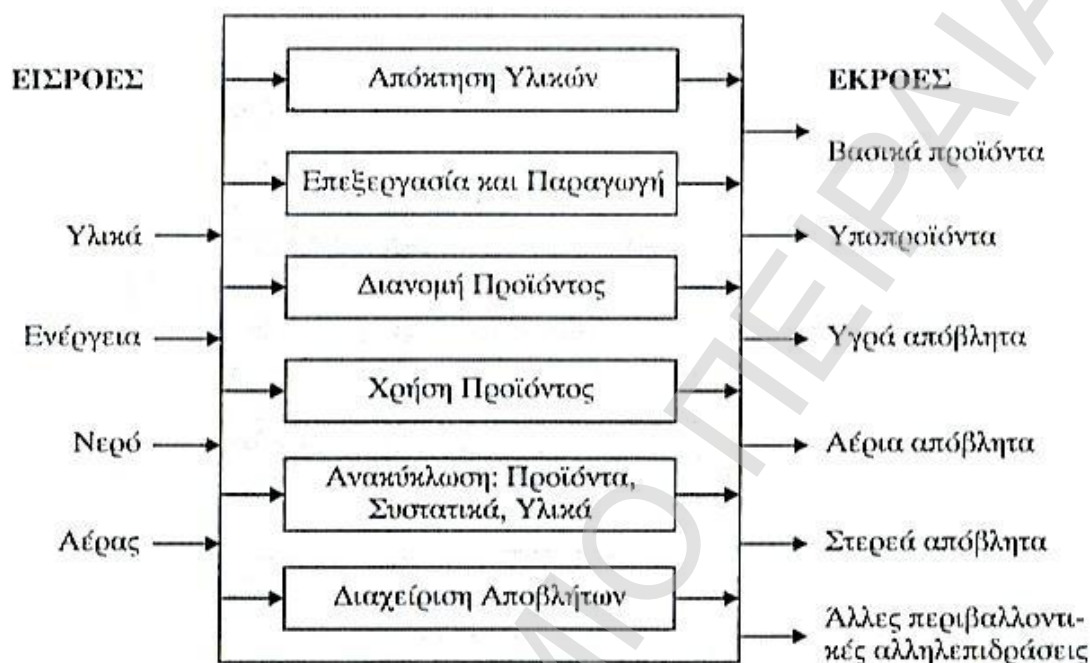 ΕΙΣΡΟΕΣ
Υλικά
Ενέργεια
Νερό
Αέρας
Απόκτηση Υλικών
Επεξεργασία και Παραγωγή
Διανομή Προϊόντος
Χρήση Προϊόντος
Ανακύκλωση: Προϊόντα,
Συστατικά, Υλικά
Διαχείριση Αποβλήτων
ΕΚΡΟΕΣ
Βασικά προϊόντα
Υποπροϊόντα
Υγρά απόβλητα
Αέρια απόβλητα
Στερεά απόβλητα
Άλλες περιβαλλοντι-
κές αλληλεπιδράσεις